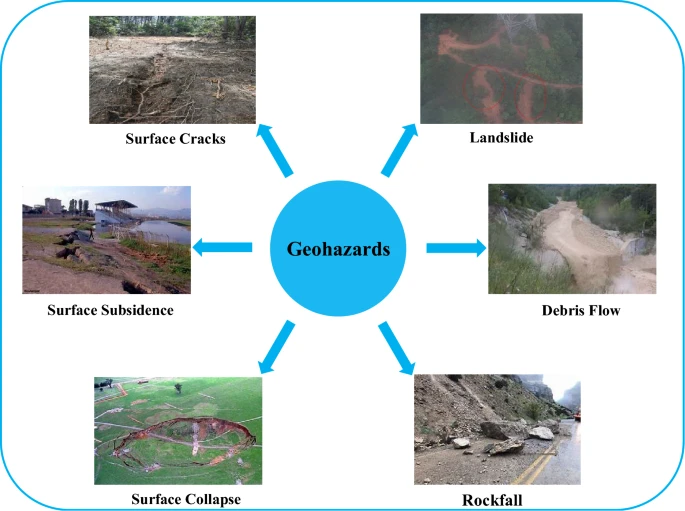 Surface Cracks
Landslide
Geohazards
Surface Subsidence
Debris Flow
Surface Collapse
Rockfall